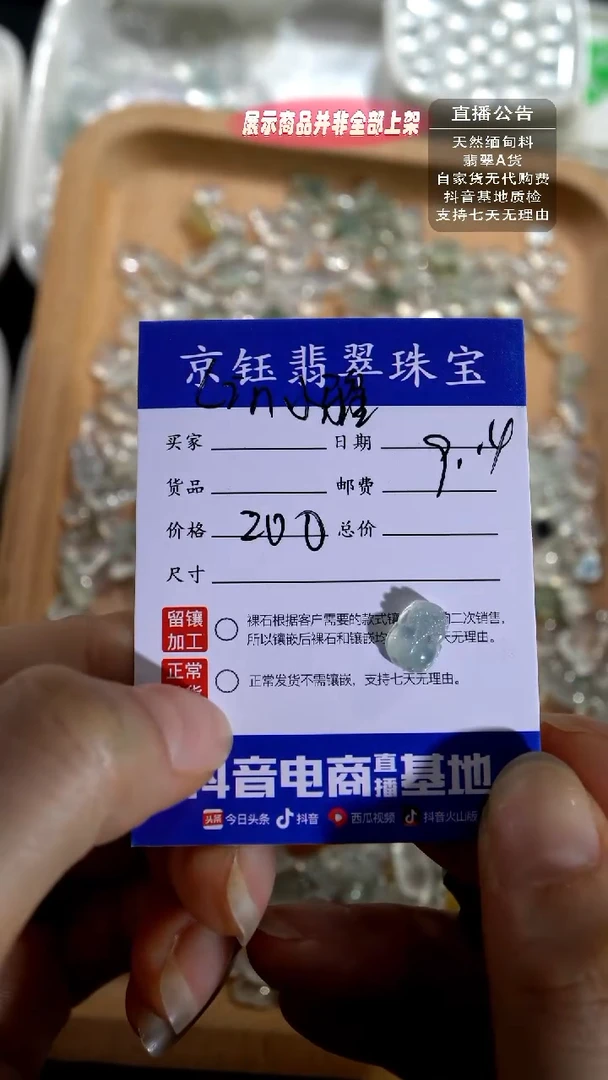 展示商品并非全部上架
直播公告
天然缅甸料
翡翠A货
自家货无代购费
抖音基地质检
支持七天无理由
京钰翡翠珠宝
买家 日期 9.4
货品 邮费
价格 200 总价
尺寸
留镶
加工
裸石根据客户需要的款式镶 二次销售,
所以镶嵌后裸石和镶嵌均 无理由。
正常
货
正常发货不需镶嵌，支持七天无理由。
抖音电商直播基地
头条 今日头条 抖音 西瓜视频 抖音火山版